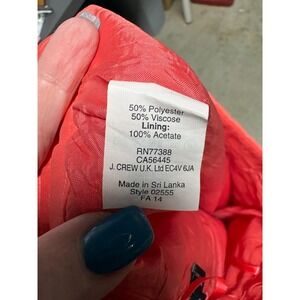 50% Polyester
50% Viscose
Lining:
100% Acetate
RN77388
CA56445
J. CREW U.K. Ltd EC4V 6JA
Made in Sri Lanka
Style 02555
FA 14